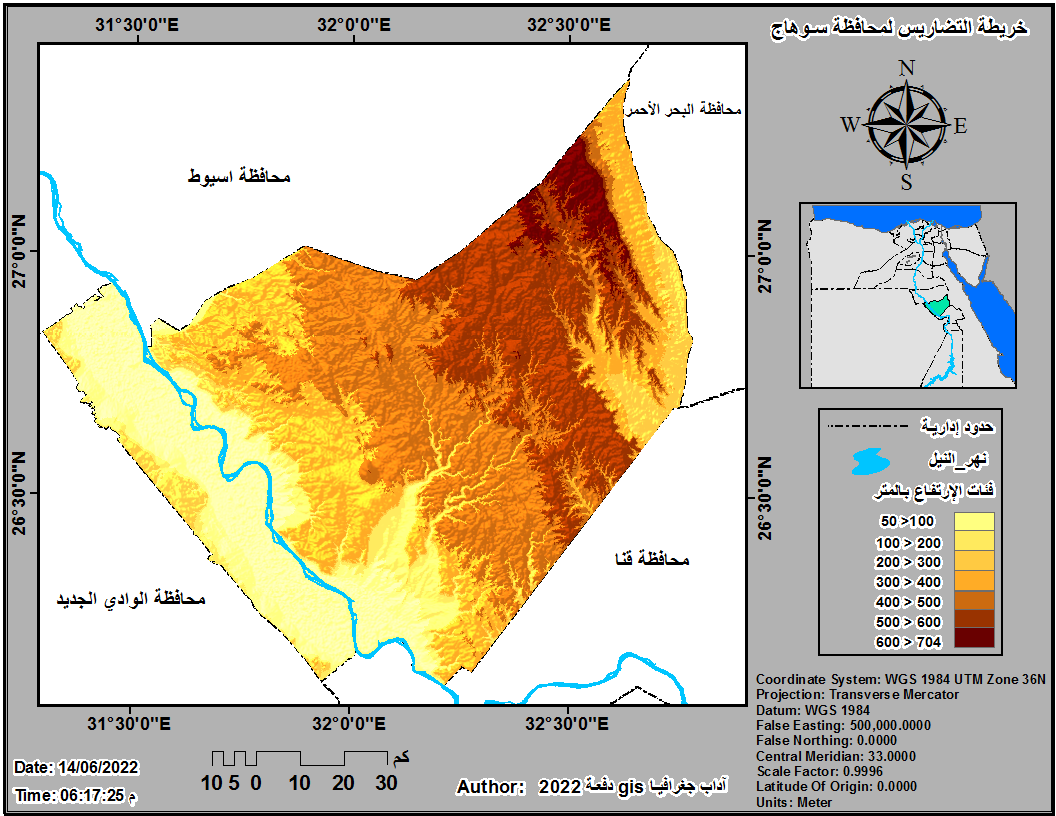 خريطة التضاريس لمحافظة سوهاج
31°30'0"E 32°0'0"E 32°30'0"E
N
W E
S
محافظة البحر الأحمر
محافظة اسيوط
27°0'0"N 27°0'0"N
26°30'0"N 26°30'0"N
محافظة قنا
محافظة الوادي الجديد
حدود إدارية
نهر_النيل
فئات الإرتفاع بالمتر
50 >100
100 > 200
200 > 300
300 > 400
400 > 500
500 > 600
600 > 704
31°30'0"E 32°0'0"E 32°30'0"E
Coordinate System: WGS 1984 UTM Zone 36N
Projection: Transverse Mercator
Datum: WGS 1984
False Easting: 500,000.0000
False Northing: 0.0000
Central Meridian: 33.0000
Scale Factor: 0.9996
Latitude Of Origin: 0.0000
Units: Meter
Date: 14/06/2022
Time: 06:17:25 م
كم
10 5 0 10 20 30
Author: آداب جغرافيا gis دفعة 2022